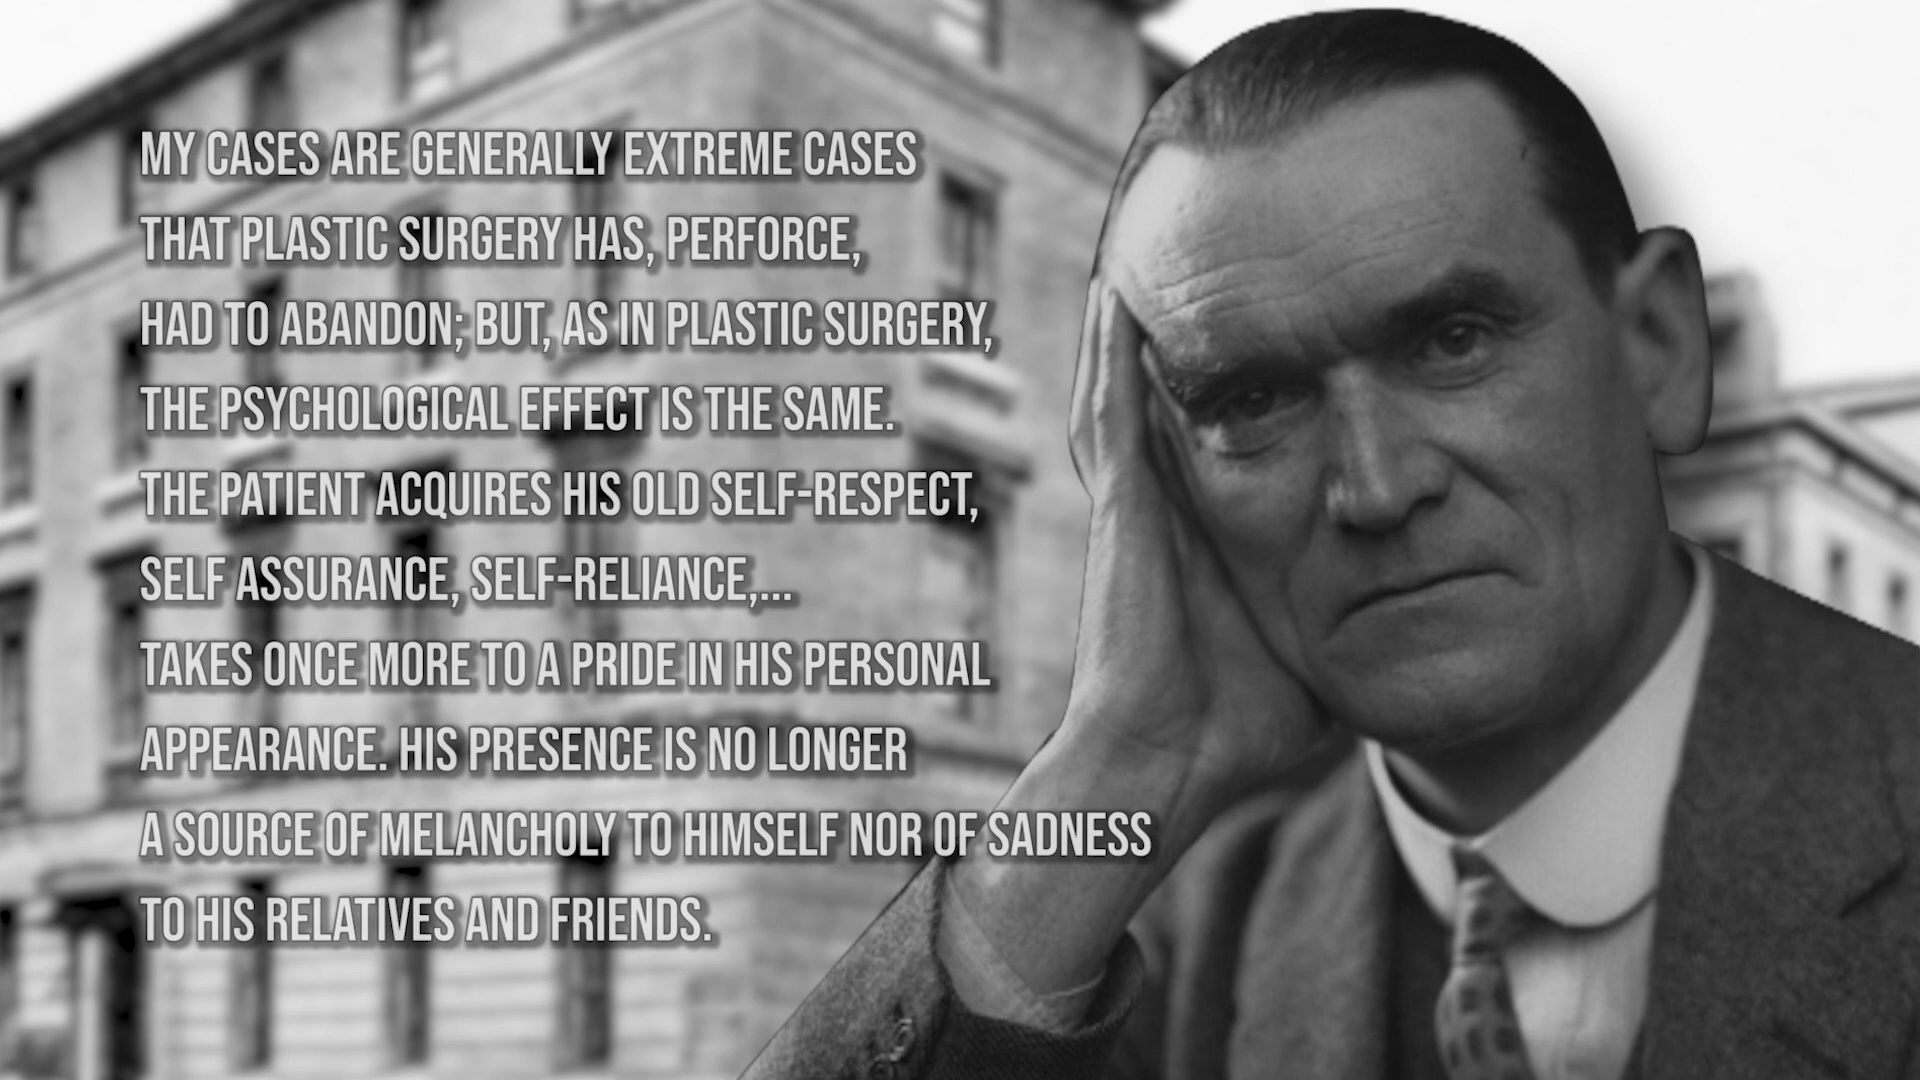 MY CASES ARE GENERALLY EXTREME CASES
THAT PLASTIC SURGERY HAS, PERFORCE,
HAD TO ABANDON; BUT, AS IN PLASTIC SURGERY,
THE PSYCHOLOGICAL EFFECT IS THE SAME.
THE PATIENT ACQUIRES HIS OLD SELF-RESPECT,
SELF ASSURANCE, SELF-RELIANCE,...
TAKES ONCE MORE TO A PRIDE IN HIS PERSONAL
APPEARANCE. HIS PRESENCE IS NO LONGER
A SOURCE OF MELANCHOLY TO HIMSELF NOR OF SADNESS
TO HIS RELATIVES AND FRIENDS.